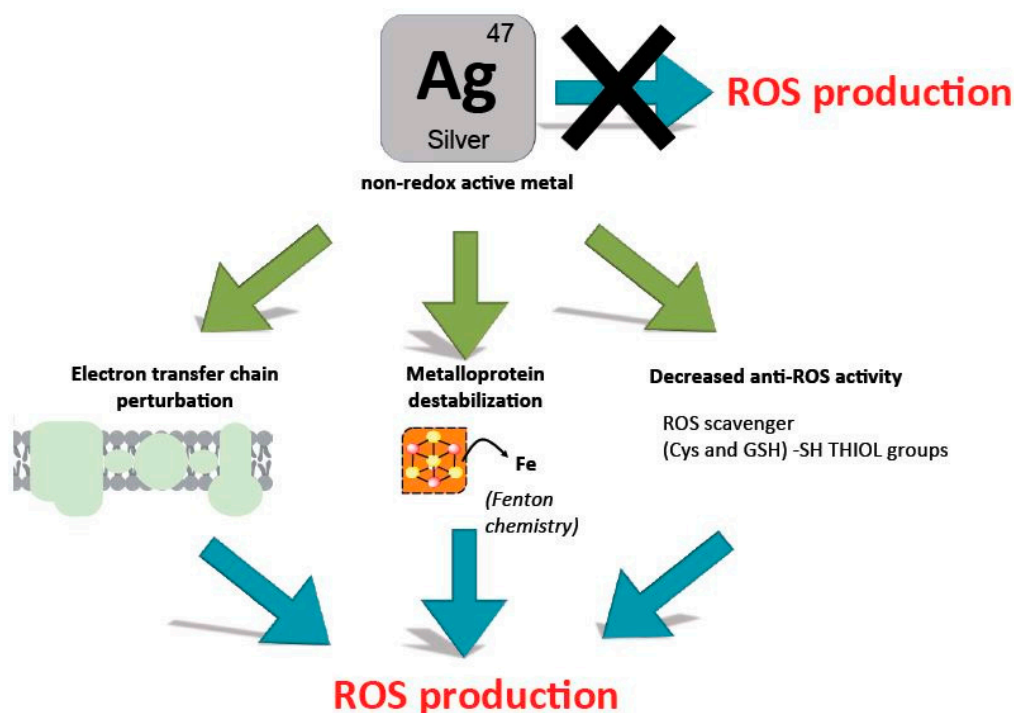 47
Ag
Silver
ROS production
non-redox active metal
Electron transfer chain
perturbation
Metalloprotein
destabilization
Fe
(Fenton
chemistry)
Decreased anti-ROS activity
ROS scavenger
(Cys and GSH) -SH THIOL groups
ROS production